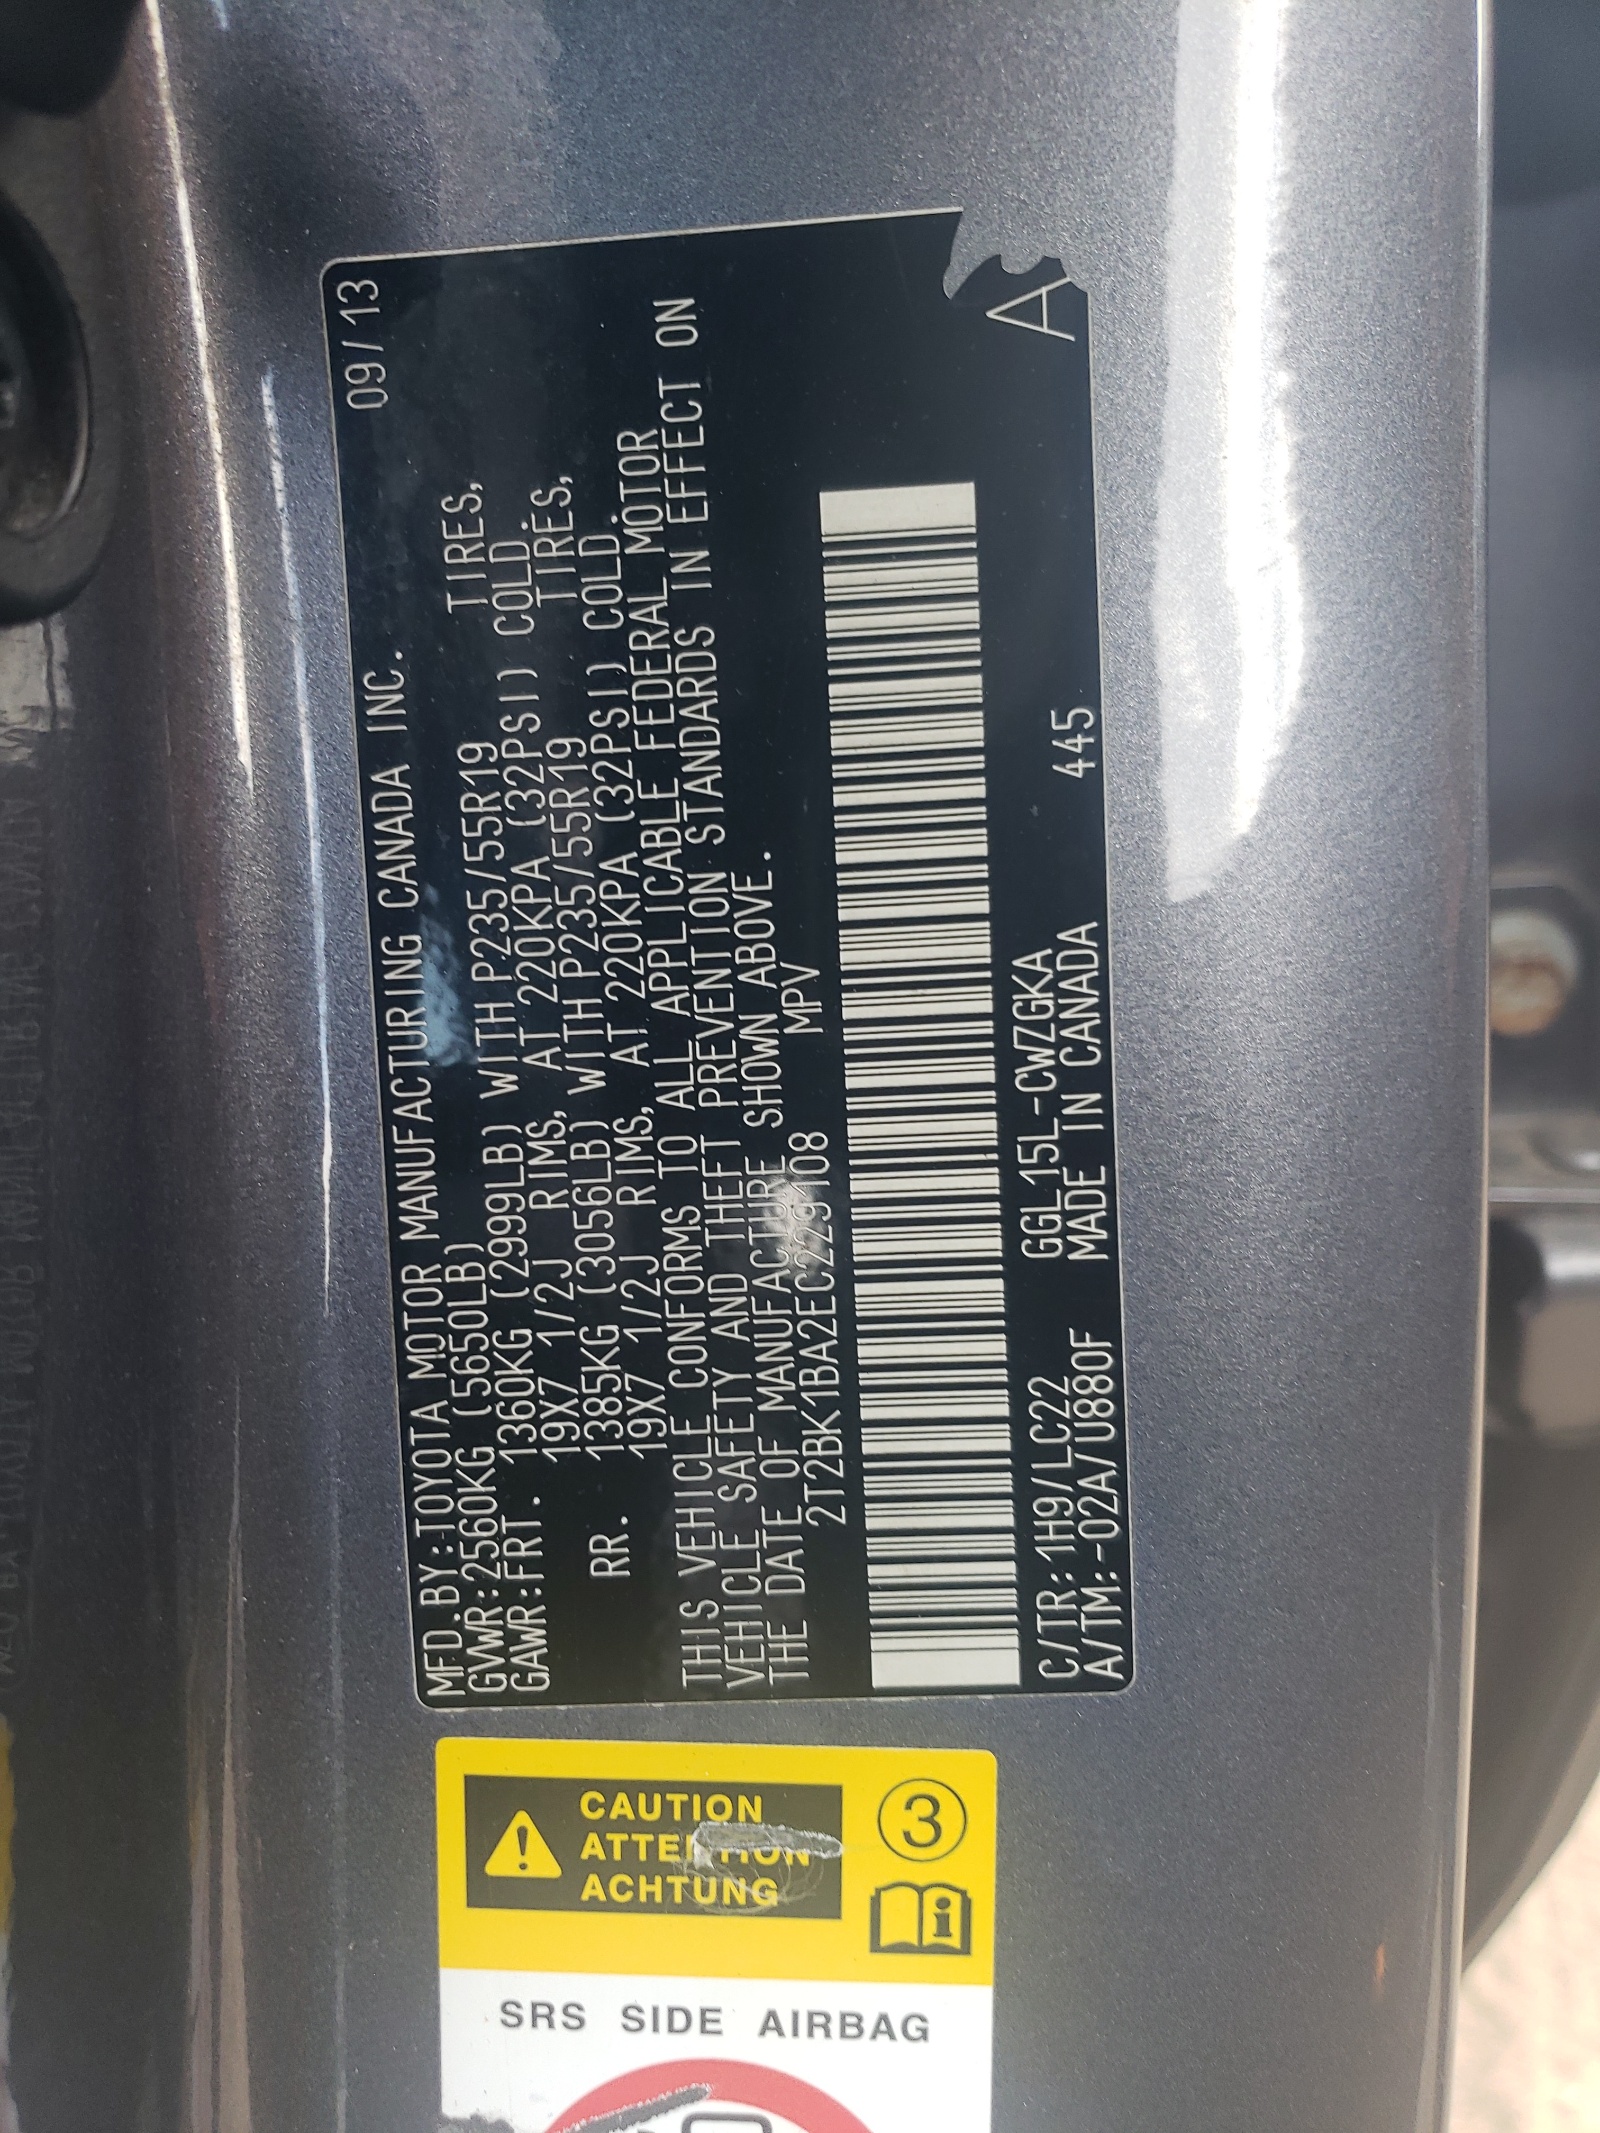 MFD.BY:TOYOTA MOTOR MANUFACTURING CANADA INC. 09/13
GVWR:2560KG (5650LB)
GAWR:FRT. 1360KG (2999LB) WITH P235/55R19 TIRES,
19X7 1/2J RIMS, AT 220KPA (32PSI) COLD
RR. 1385KG (3056LB) WITH P235/55R19 TIRES,
19X7 1/2J RIMS, AT 220KPA (32PSI) COLD.
THIS VEHICLE CONFORMS TO ALL APPLICABLE FEDERAL MOTOR
VEHICLE SAFETY AND THEFT PREVENTION STANDARDS IN EFFECT ON
THE DATE OF MANUFACTURE SHOWN ABOVE.
2T2BK1BA2EC229108 MPV
C/TR:1H9/LC22 GGL15L-CWZGKA
A/TM:-02A/U880F MADE IN CANADA 445
A
CAUTION
ATTENTION
ACHTUNG
3
SRS SIDE AIRBAG